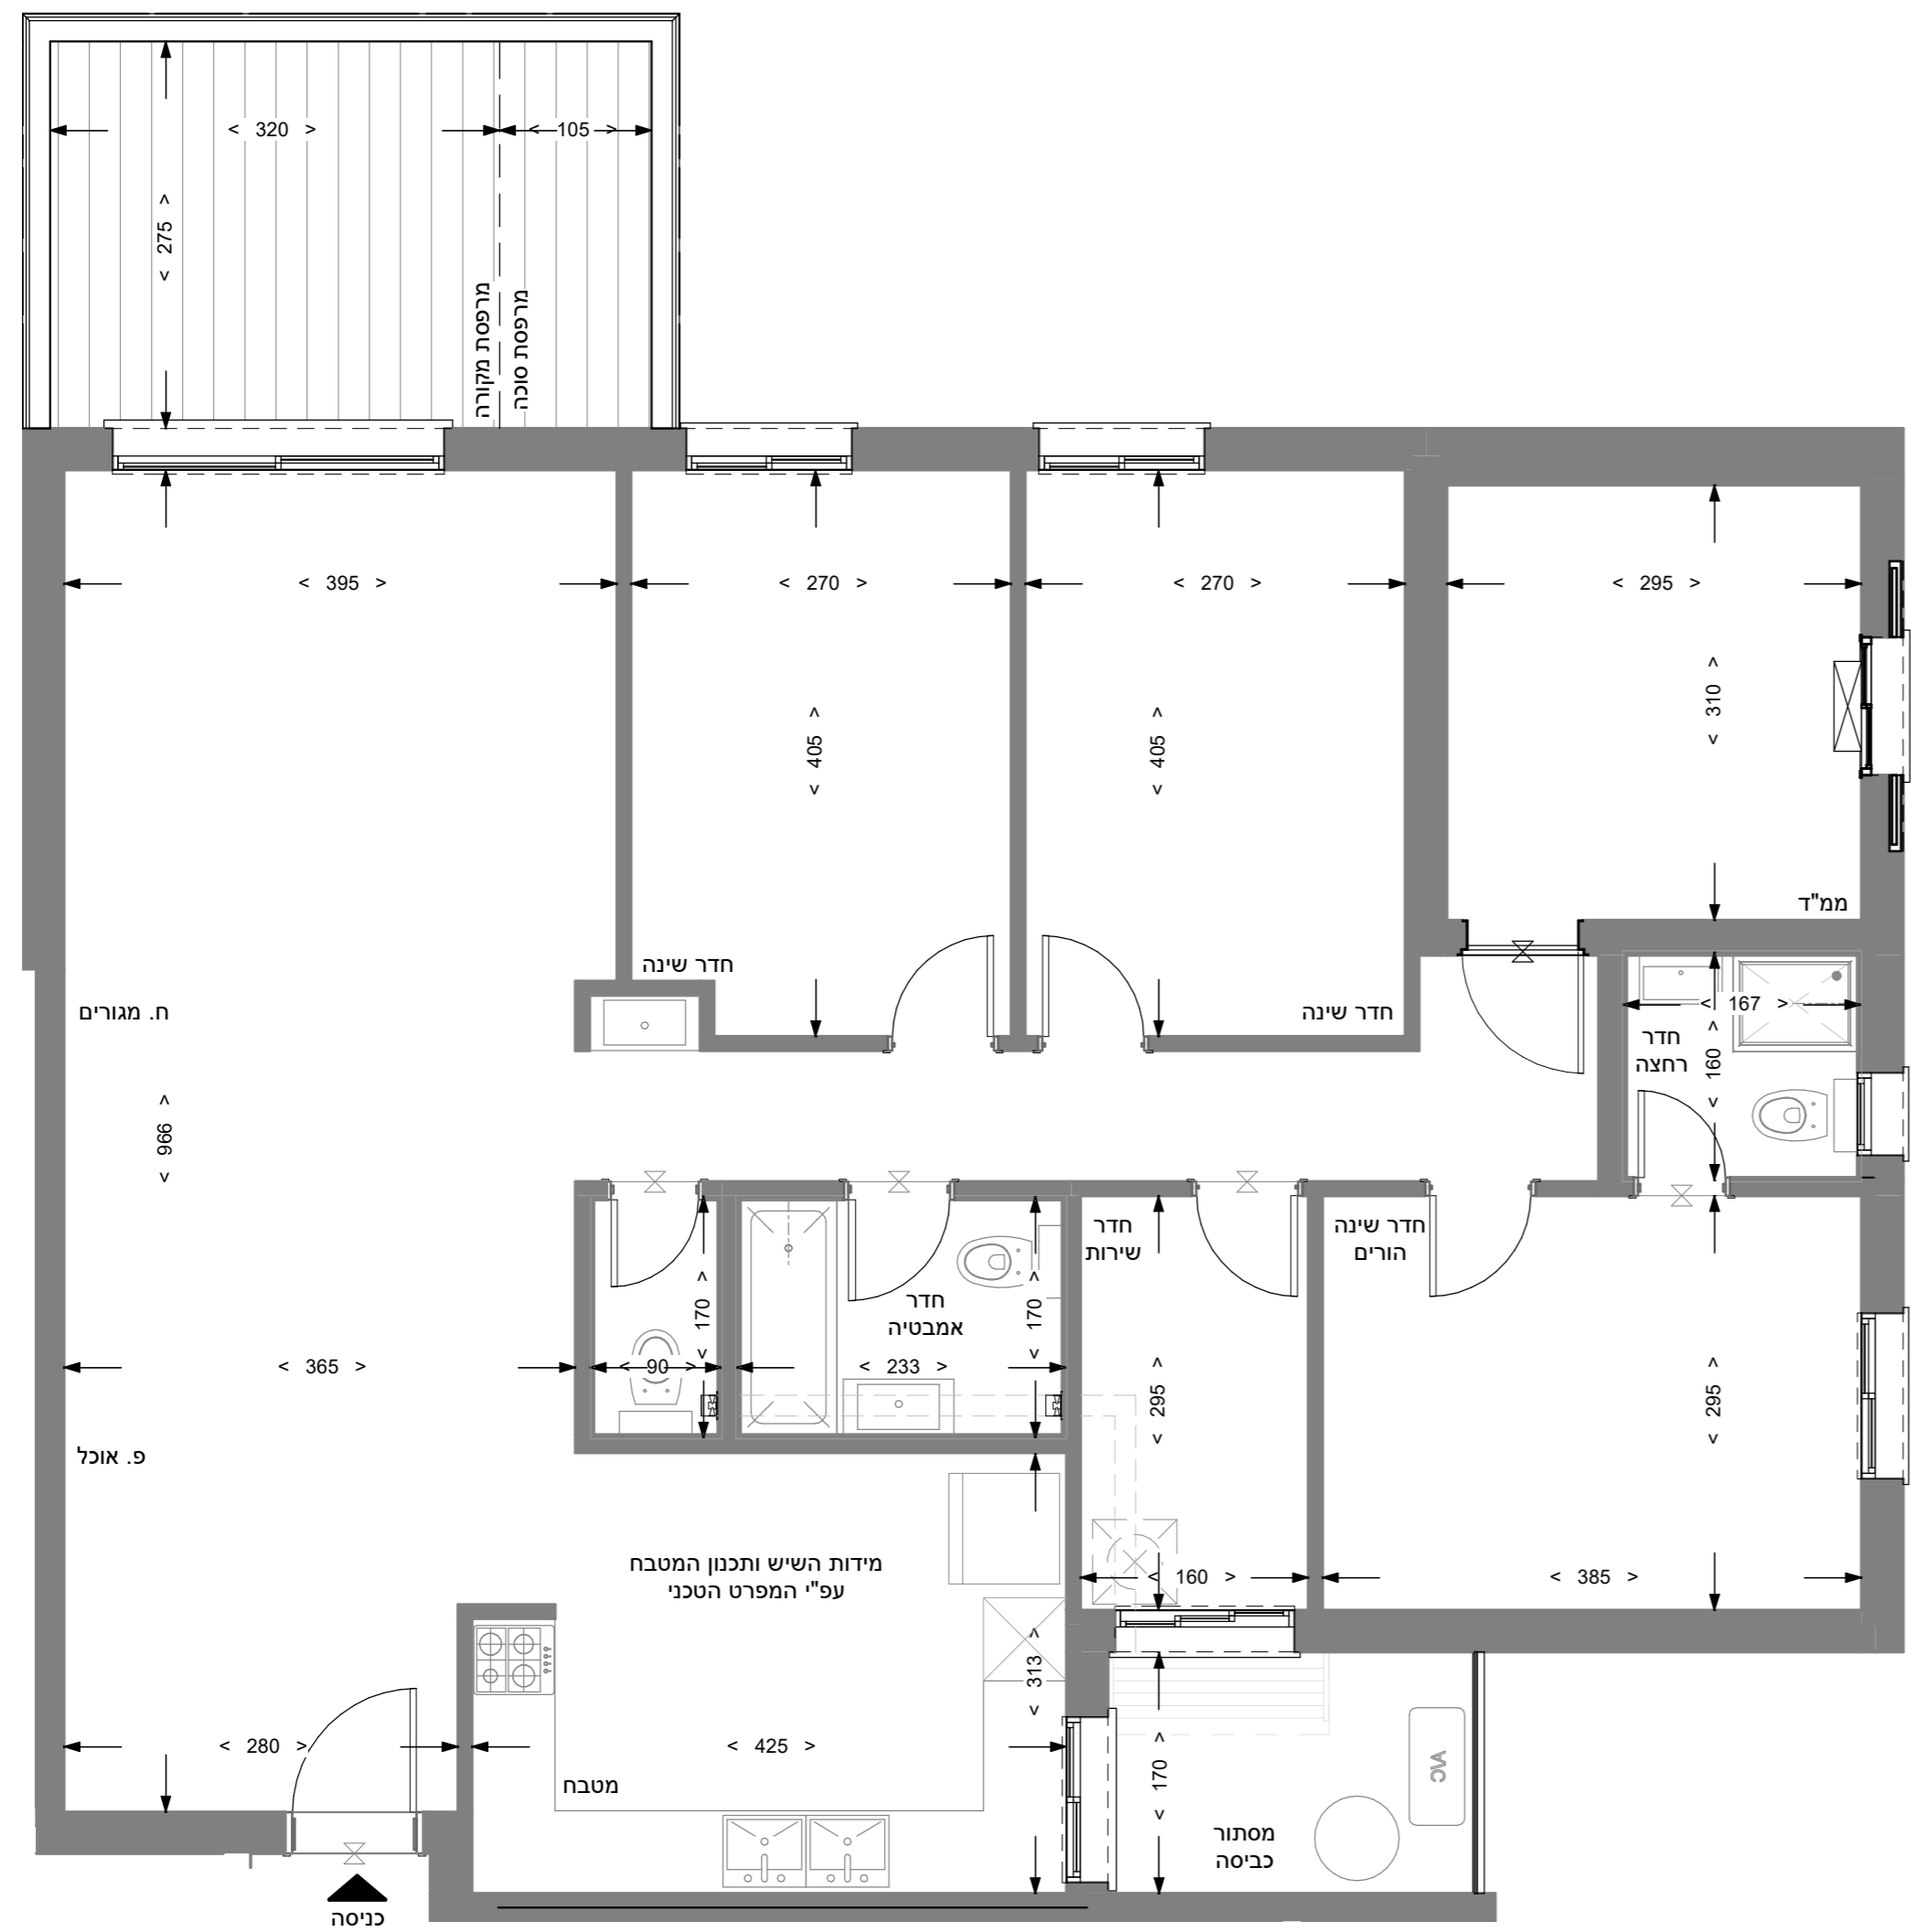 < 320 >
< 105 >
< 275 >
מרפסת מקורה
מרפסת סוכה
< 395 >
< 270 >
< 270 >
< 295 >
< 405 >
< 405 >
< 310 >
ממ"ד
חדר שינה
ח. מגורים
חדר שינה
< 167 >
חדר
רחצה
< 160 >
< 966 >
חדר
שירות
חדר שינה
הורים
< 170 >
חדר
אמבטיה
< 170 >
< 365 >
< 90 >
< 233 >
< 295 >
< 295 >
פ. אוכל
מידות השיש ותכנון המטבח
עפ"י המפרט הטכני
< 160 >
< 385 >
< 313 >
< 280 >
< 425 >
< 170 >
A/C
מטבח
מסתור
כביסה
כניסה